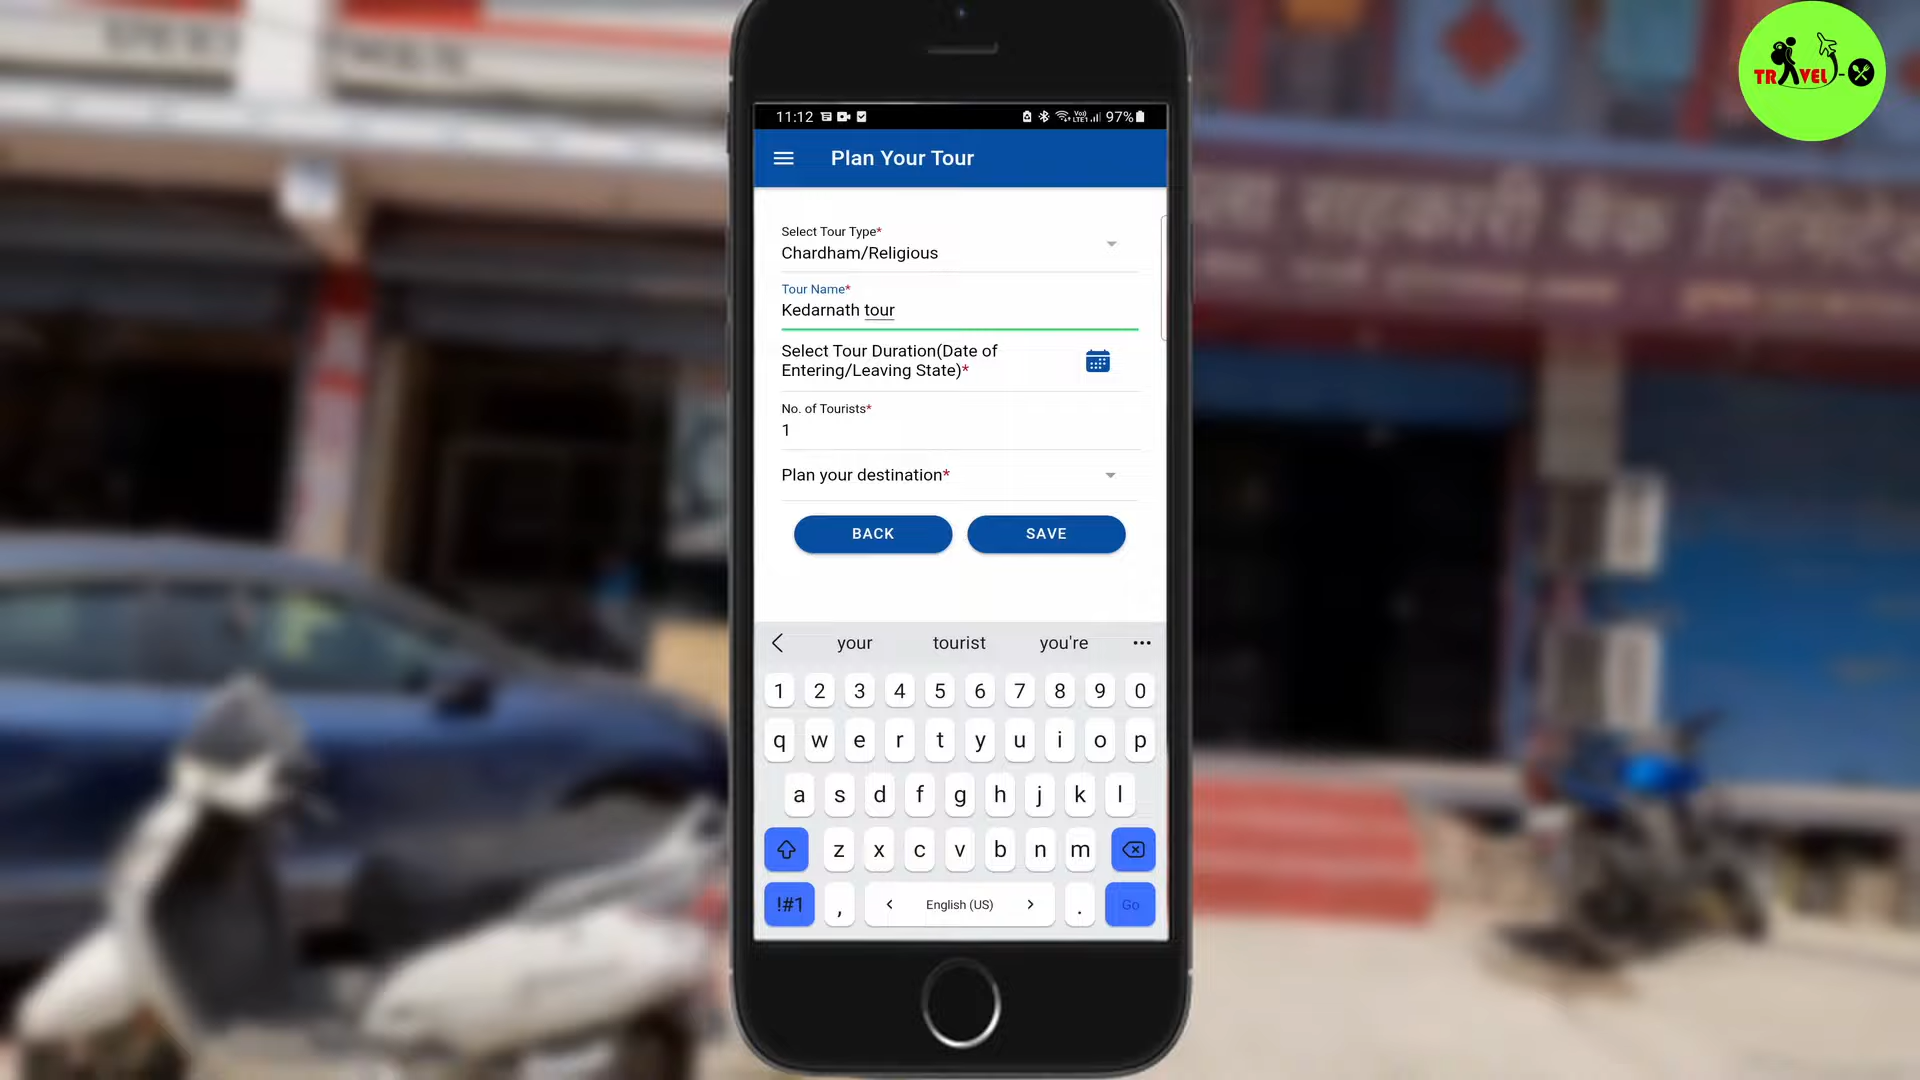 TRAVEL-O
11:12
97%
Plan Your Tour
Select Tour Type*
Chardham/Religious
Tour Name*
Kedarnath tour
Select Tour Duration(Date of
Entering/Leaving State)*
No. of Tourists*
1
Plan your destination*
BACK SAVE
your tourist you're
1 2 3 4 5 6 7 8 9 0
q w e r t y u i o p
a s d f g h j k l
z x c v b n m
!#1 , < English (US) > . Go